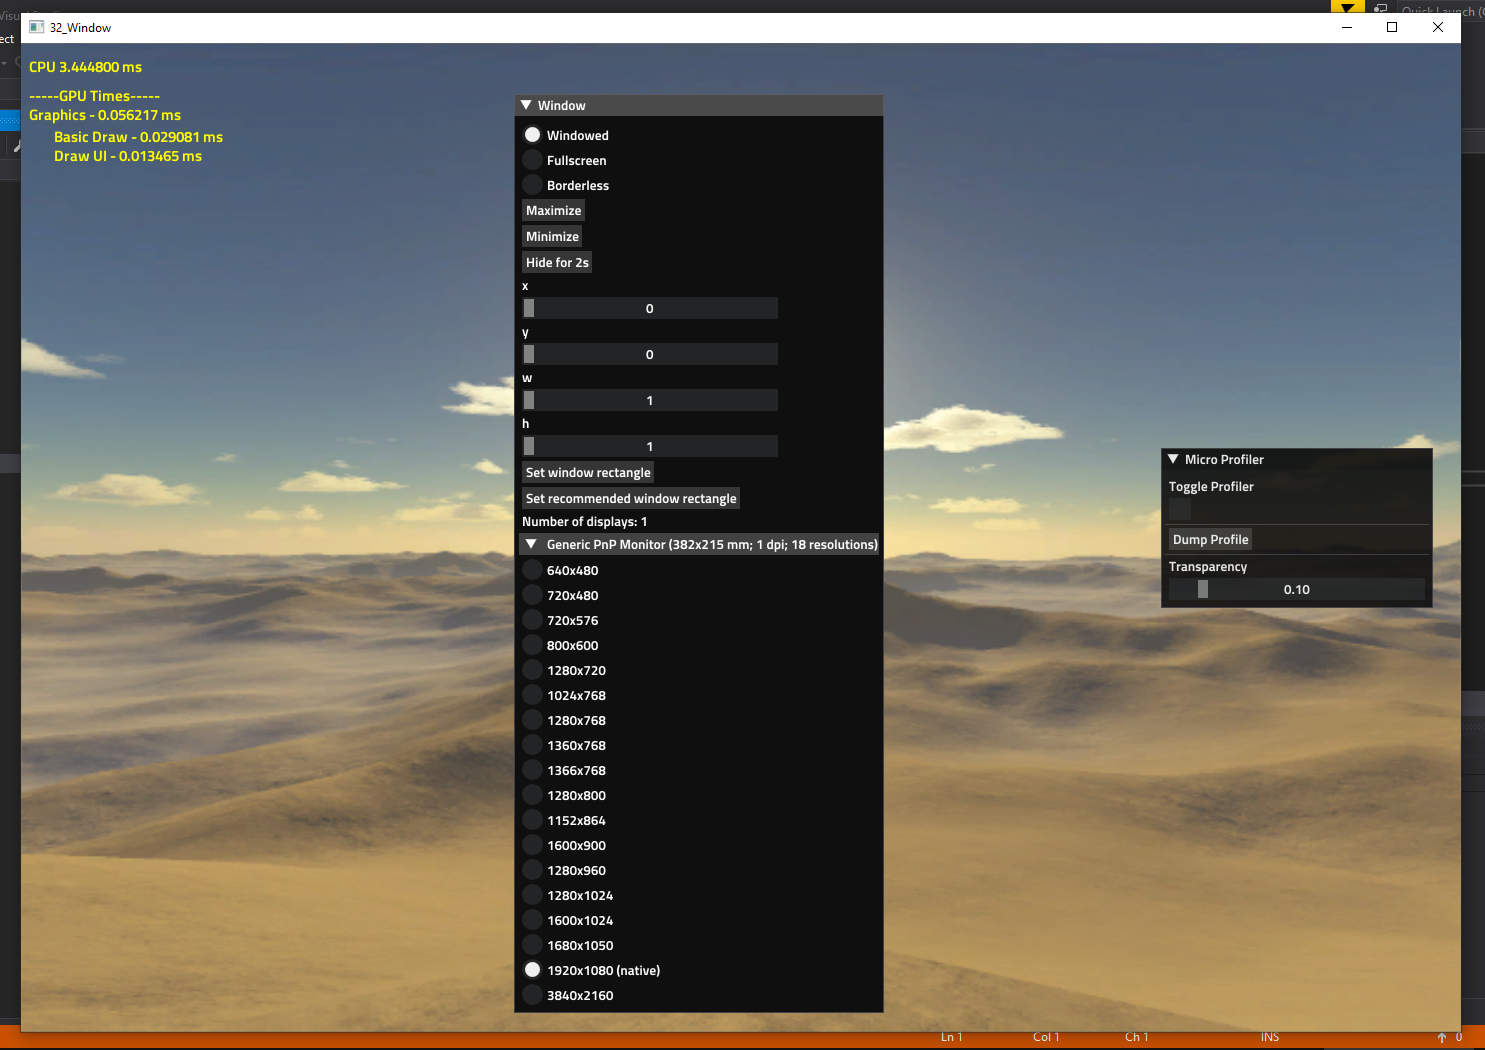 Quick Launch (
ect
32_Window
CPU 3.444800 ms
-----GPU Times-----
Graphics - 0.056217 ms
Basic Draw - 0.029081 ms
Draw UI - 0.013465 ms
Window
Windowed
Fullscreen
Borderless
Maximize
Minimize
Hide for 2s
x
0
y
0
w
1
h
1
Set window rectangle
Set recommended window rectangle
Number of displays: 1
Generic PnP Monitor (382x215 mm; 1 dpi; 18 resolutions)
640x480
720x480
720x576
800x600
1280x720
1024x768
1280x768
1360x768
1366x768
1280x800
1152x864
1600x900
1280x960
1280x1024
1600x1024
1680x1050
1920x1080 (native)
3840x2160
Micro Profiler
Toggle Profiler
Dump Profile
Transparency
0.10
Ln 1 Col 1 Ch 1 INS 0